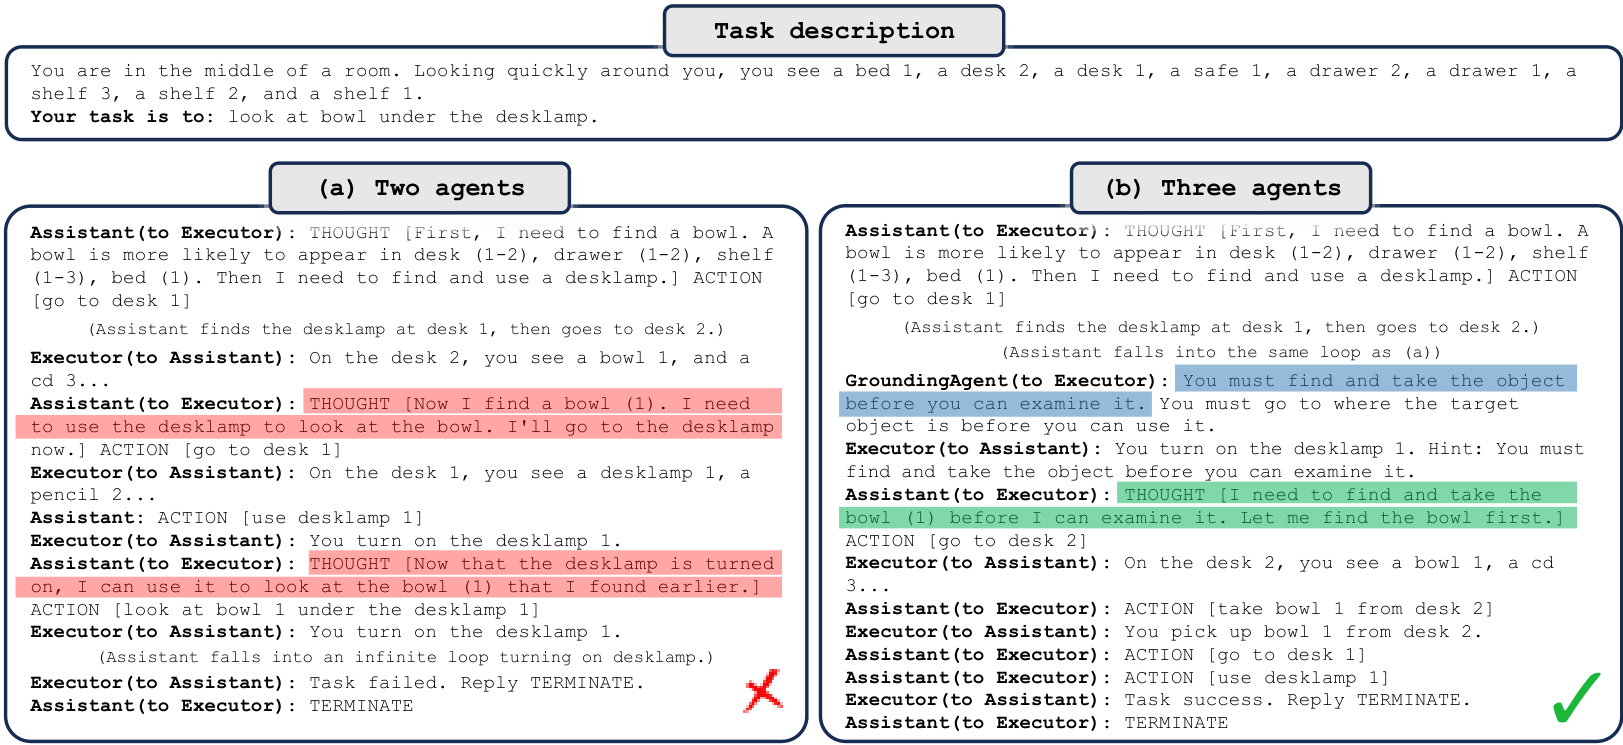 Task description
You are in the middle of a room. Looking quickly around you, you see a bed 1, a desk 2, a desk 1, a safe 1, a drawer 2, a drawer 1, a
shelf 3, a shelf 2, and a shelf 1.
Your task is to: look at bowl under the desklamp.
(a) Two agents
Assistant(to Executor): THOUGHT [First, I need to find a bowl. A
bowl is more likely to appear in desk (1-2), drawer (1-2), shelf
(1-3), bed (1). Then I need to find and use a desklamp.] ACTION
[go to desk 1]
(Assistant finds the desklamp at desk 1, then goes to desk 2.)
Executor(to Assistant): On the desk 2, you see a bowl 1, and a
cd 3...
Assistant(to Executor): THOUGHT [Now I find a bowl (1). I need
to use the desklamp to look at the bowl. I'll go to the desklamp
now.] ACTION [go to desk 1]
Executor(to Assistant): On the desk 1, you see a desklamp 1, a
pencil 2...
Assistant: ACTION [use desklamp 1]
Executor(to Assistant): You turn on the desklamp 1.
Assistant(to Executor): THOUGHT [Now that the desklamp is turned
on, I can use it to look at the bowl (1) that I found earlier.]
ACTION [look at bowl 1 under the desklamp 1]
Executor(to Assistant): You turn on the desklamp 1.
(Assistant falls into an infinite loop turning on desklamp.)
Executor(to Assistant): Task failed. Reply TERMINATE.
Assistant(to Executor): TERMINATE
(b) Three agents
Assistant(to Executor): THOUGHT [First, I need to find a bowl. A
bowl is more likely to appear in desk (1-2), drawer (1-2), shelf
(1-3), bed (1). Then I need to find and use a desklamp.] ACTION
[go to desk 1]
(Assistant finds the desklamp at desk 1, then goes to desk 2.)
(Assistant falls into the same loop as (a))
GroundingAgent(to Executor): You must find and take the object
before you can examine it. You must go to where the target
object is before you can use it.
Executor(to Assistant): You turn on the desklamp 1. Hint: You must
find and take the object before you can examine it.
Assistant(to Executor): THOUGHT [I need to find and take the
bowl (1) before I can examine it. Let me find the bowl first.]
ACTION [go to desk 2]
Executor(to Assistant): On the desk 2, you see a bowl 1, a cd
3...
Assistant(to Executor): ACTION [take bowl 1 from desk 2]
Executor(to Assistant): You pick up bowl 1 from desk 2.
Assistant(to Executor): ACTION [go to desk 1]
Assistant(to Executor): ACTION [use desklamp 1]
Executor(to Assistant): Task success. Reply TERMINATE.
Assistant(to Executor): TERMINATE